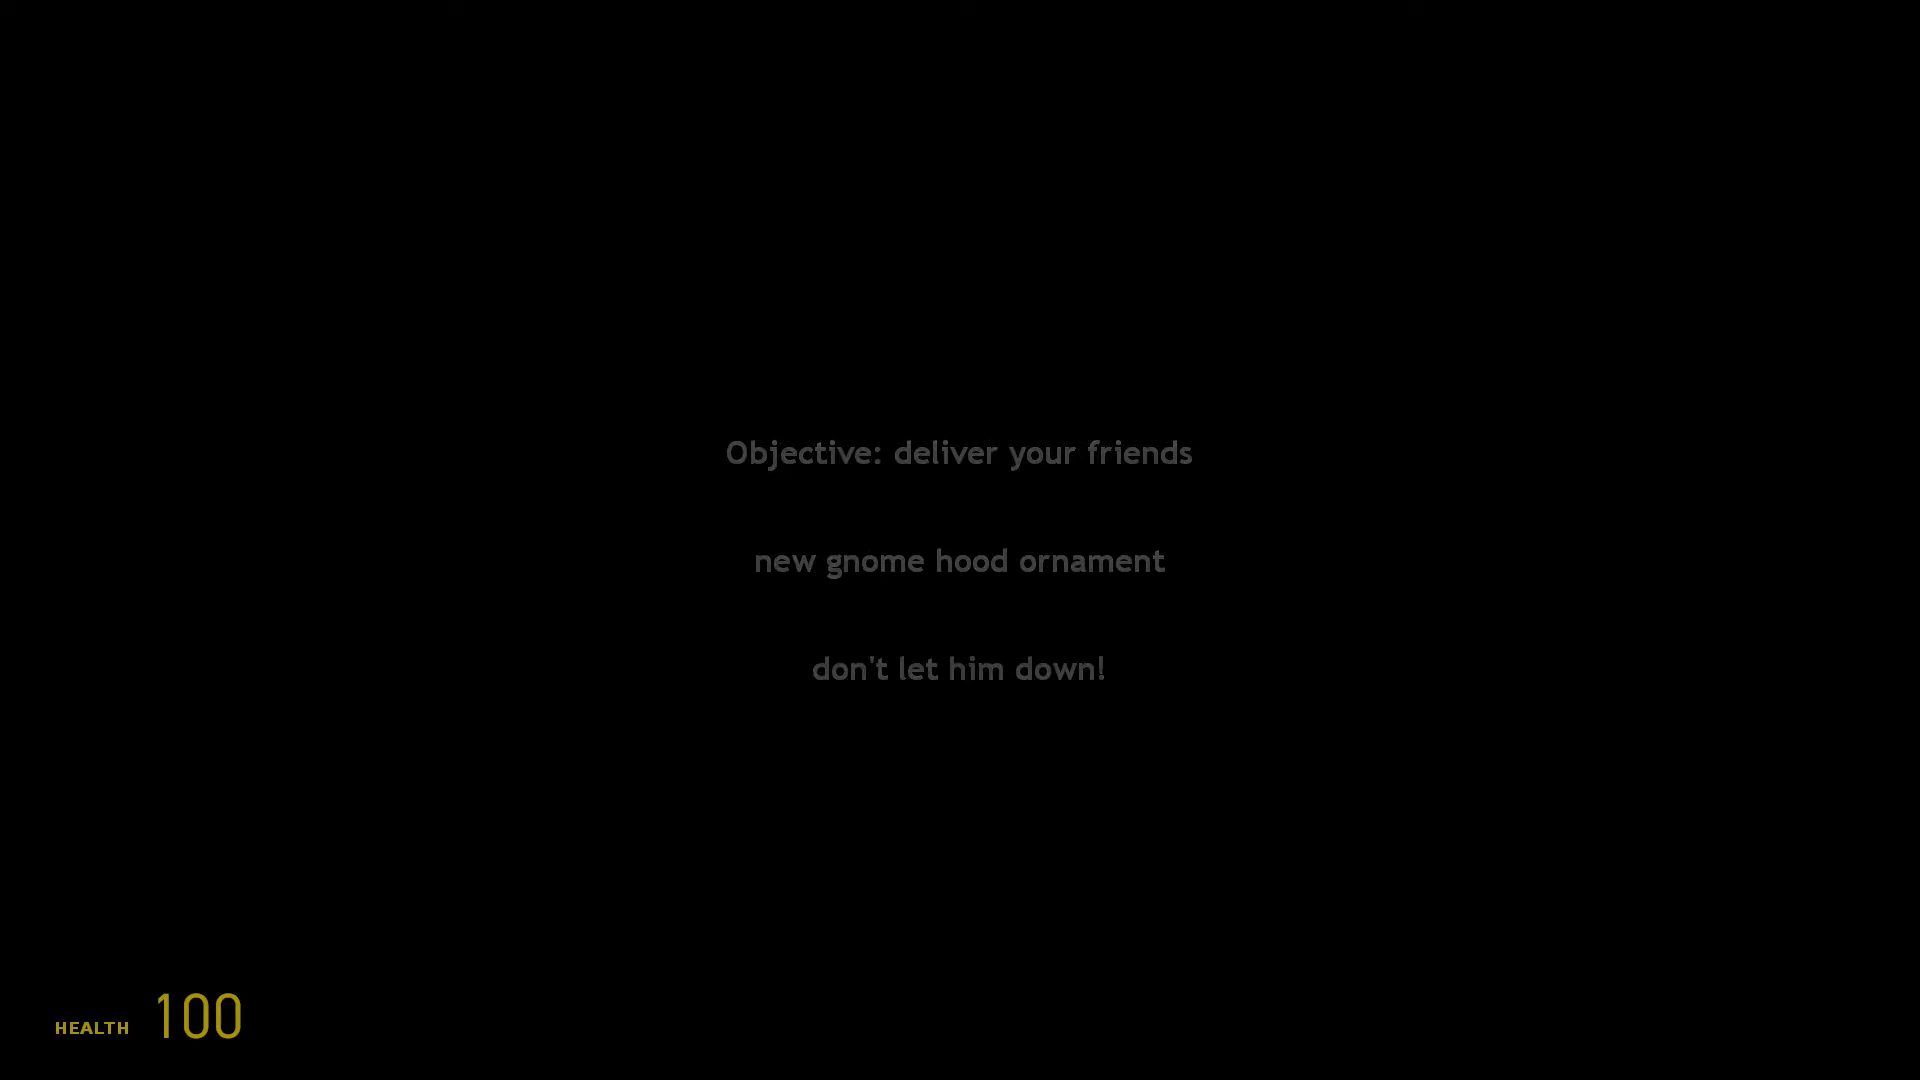 Objective: deliver your friends
new gnome hood ornament
don't let him down!
HEALTH 100